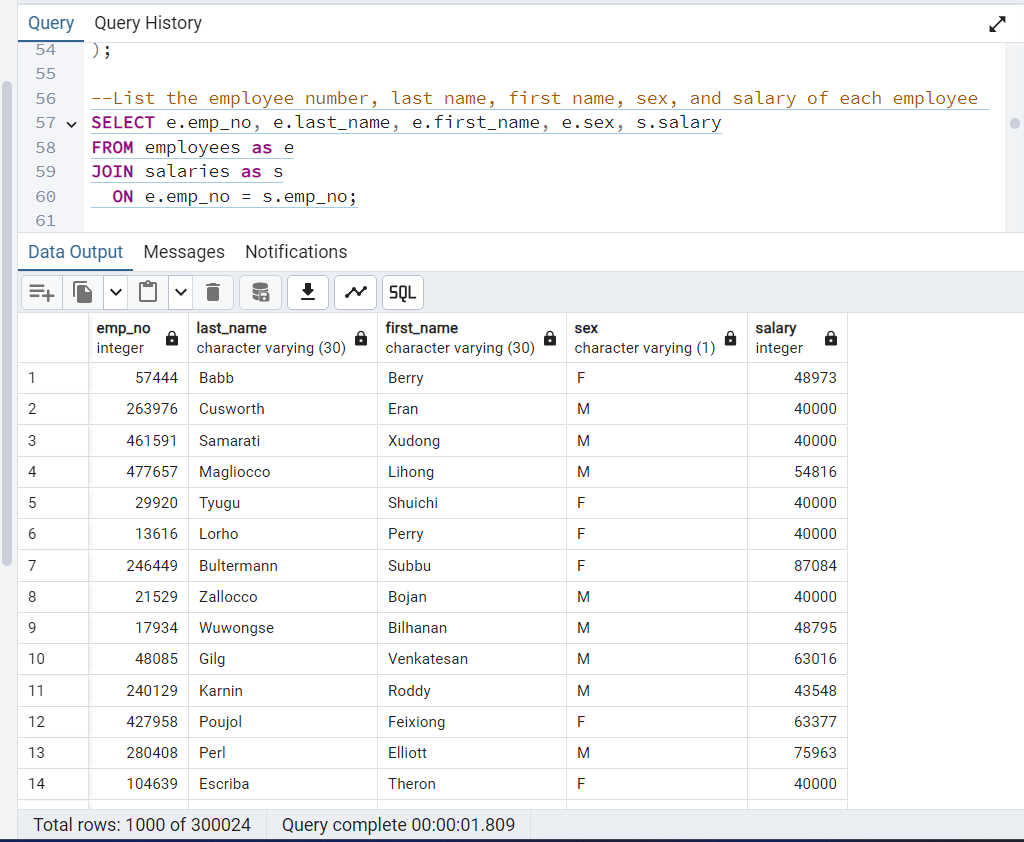 Query Query History
54 );
55
56 --List the employee number, last name, first name, sex, and salary of each employee
57 SELECT e.emp_no, e.last_name, e.first_name, e.sex, s.salary
58 FROM employees as e
59 JOIN salaries as s
60 ON e.emp_no = s.emp_no;
61
Data Output Messages Notifications
SQL
emp_no last_name first_name sex salary
integer character varying (30) character varying (30) character varying (1) integer
1 57444 Babb Berry F 48973
2 263976 Cusworth Eran M 40000
3 461591 Samarati Xudong M 40000
4 477657 Magliocco Lihong M 54816
5 29920 Tyugu Shuichi F 40000
6 13616 Lorho Perry F 40000
7 246449 Bultermann Subbu F 87084
8 21529 Zallocco Bojan M 40000
9 17934 Wuwongse Bilhanan M 48795
10 48085 Gilg Venkatesan M 63016
11 240129 Karnin Roddy M 43548
12 427958 Poujol Feixiong F 63377
13 280408 Perl Elliott M 75963
14 104639 Escriba Theron F 40000
Total rows: 1000 of 300024 Query complete 00:00:01.809